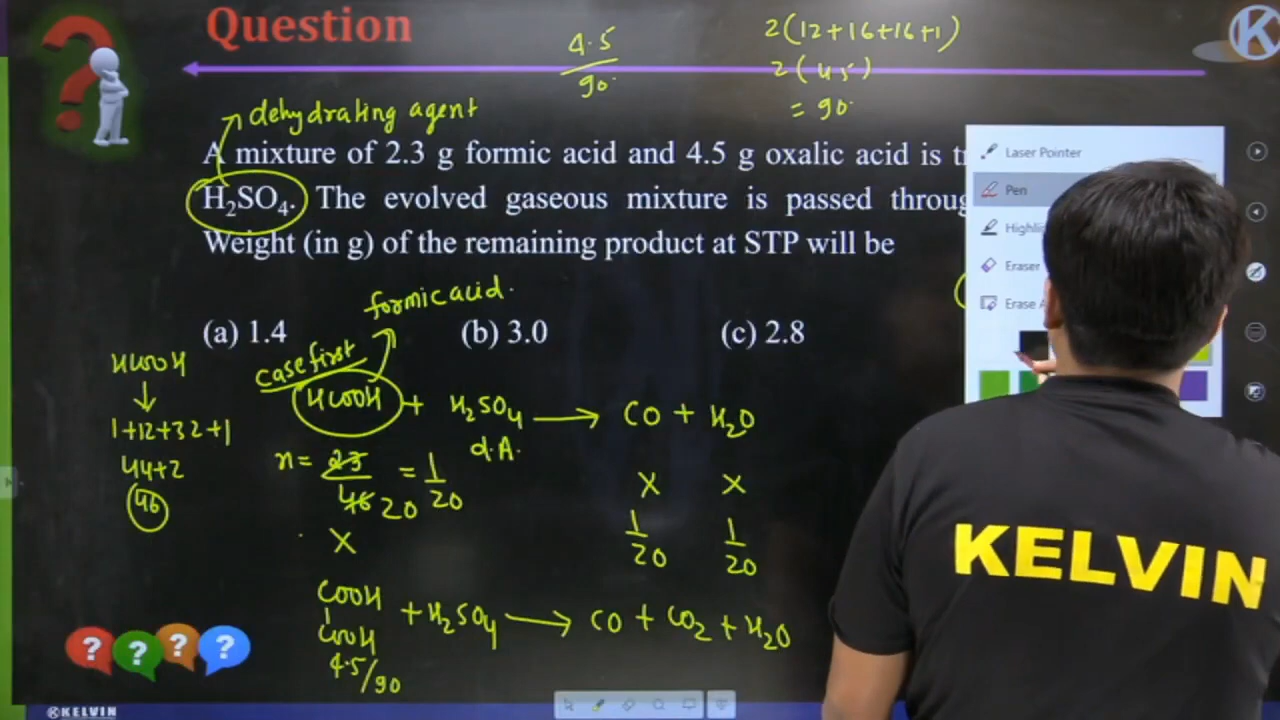 Question
4.5
90
2(12+16+16+1)
2(45)
= 90
dehydrating agent
A mixture of 2.3 g formic acid and 4.5 g oxalic acid is
H₂SO₄. The evolved gaseous mixture is passed
Weight (in g) of the remaining product at STP will be
formic acid.
(a) 1.4
(b) 3.0
(c) 2.8
Laser Pointer
Pen
Eraser
case first
HCOOH
1+12+32+1
44+2
46
HCOOH + H₂SO₄ → CO + H₂O
d.A.
n = 23
46 20
= 1
20
x
x x
1 1
20 20
COOH
COOH
+ H₂SO₄ → CO + CO₂ + H₂O
4.5/90
K
KELVIN
KELVIN
? ? ? ?